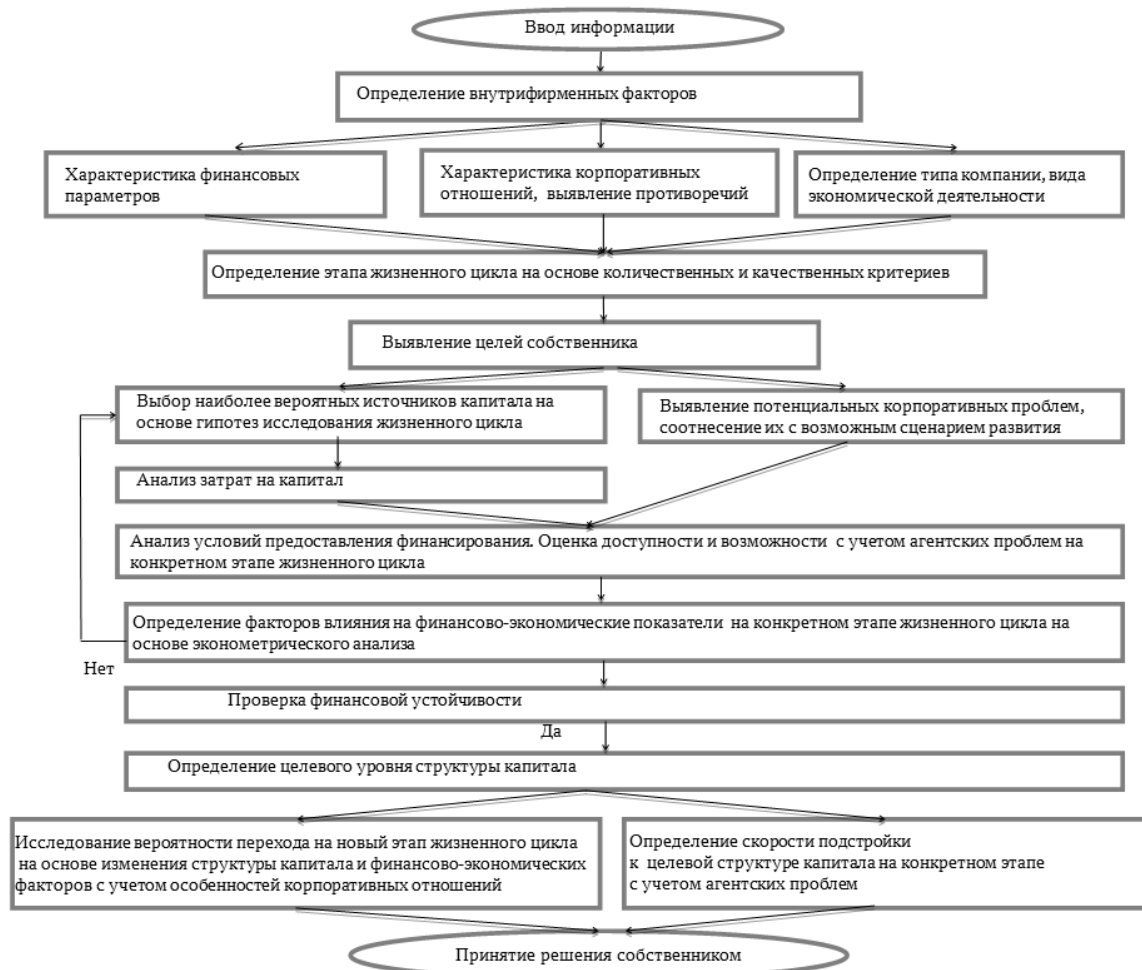 Ввод информации
Определение внутрифирменных факторов
Характеристика финансовых
параметров
Характеристика корпоративных
отношений, выявление противоречий
Определение типа компании, вида
экономической деятельности
Определение этапа жизненного цикла на основе количественных и качественных критериев
Выявление целей собственника
Выбор наиболее вероятных источников капитала на
основе гипотез исследования жизненного цикла
Выявление потенциальных корпоративных проблем,
соотнесение их с возможным сценарием развития
Анализ затрат на капитал
Анализ условий предоставления финансирования. Оценка доступности и возможности с учетом агентских проблем на
конкретном этапе жизненного цикла
Определение факторов влияния на финансово-экономические показатели на конкретном этапе жизненного цикла на
основе эконометрического анализа
Нет
Проверка финансовой устойчивости
Да
Определение целевого уровня структуры капитала
Исследование вероятности перехода на новый этап жизненного цикла
на основе изменения структуры капитала и финансово-экономических
факторов с учетом особенностей корпоративных отношений
Определение скорости подстройки
к целевой структуре капитала на конкретном этапе
с учетом агентских проблем
Принятие решения собственником